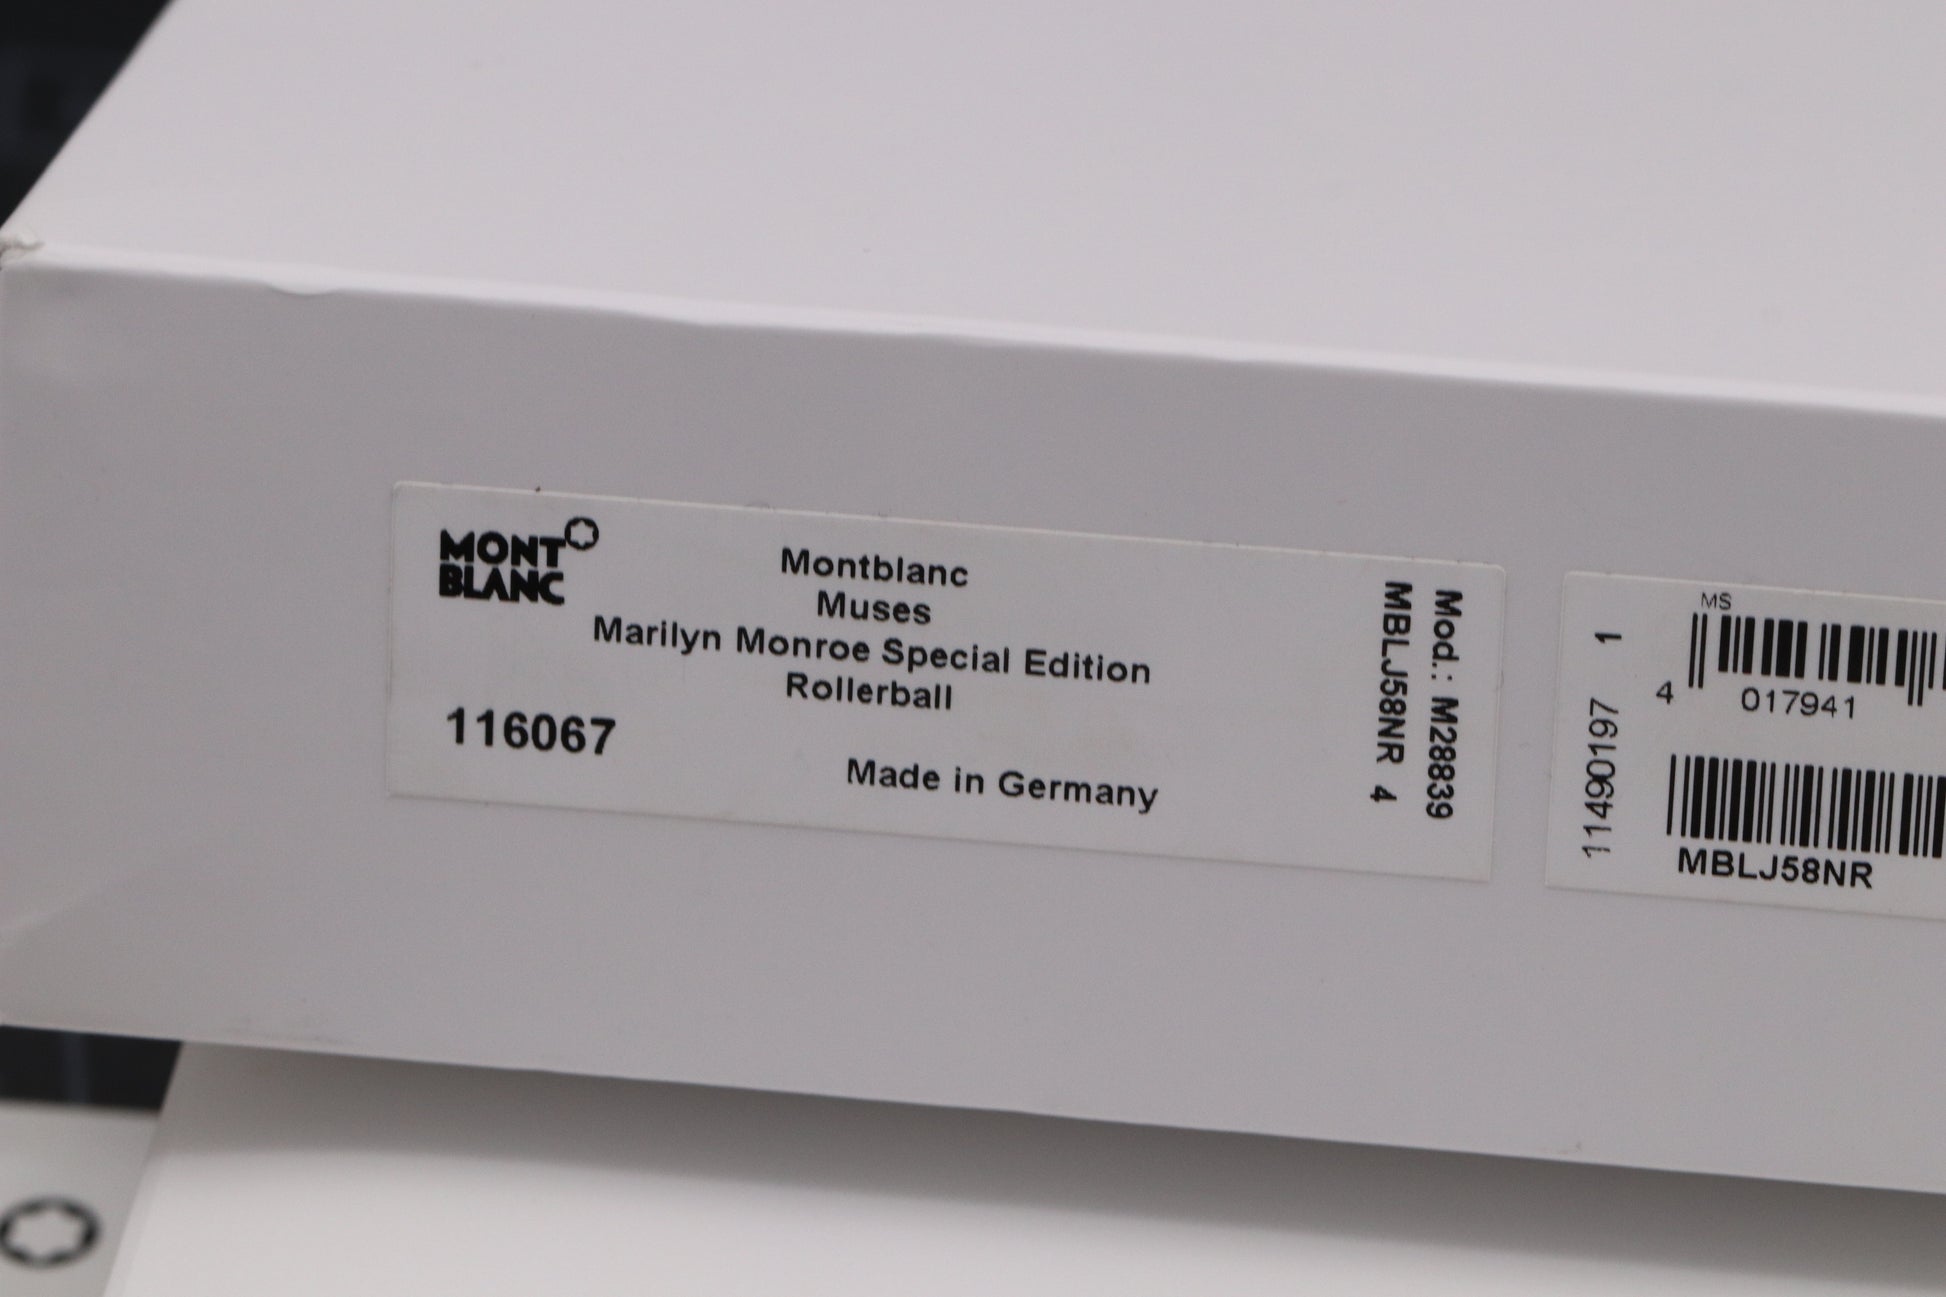 MONT
BLANC
Montblanc
Muses
Marilyn Monroe Special Edition
Rollerball
116067
Made in Germany
Mod.: M28839
MBLJ58NR 4
11490197 1
MS
4 017941
MBLJ58NR